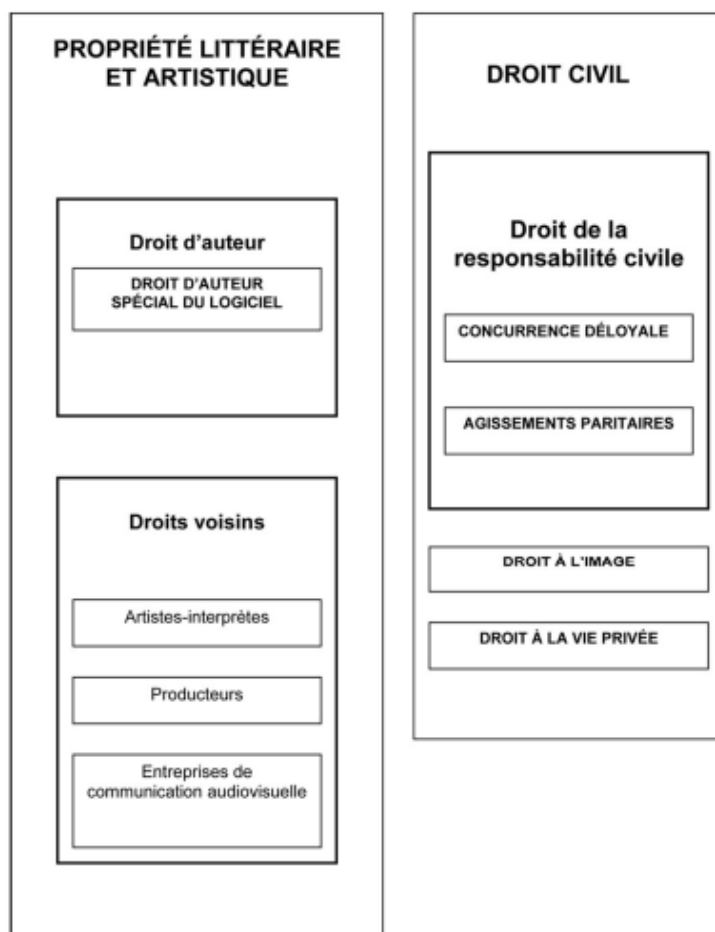 PROPRIÉTÉ LITTÉRAIRE
ET ARTISTIQUE
Droit d'auteur
DROIT D'AUTEUR
SPÉCIAL DU LOGICIEL
Droits voisins
Artistes-interprètes
Producteurs
Entreprises de
communication audiovisuelle
DROIT CIVIL
Droit de la
responsabilité civile
CONCURRENCE DÉLOYALE
AGISSEMENTS PARITAIRES
DROIT À L'IMAGE
DROIT À LA VIE PRIVÉE